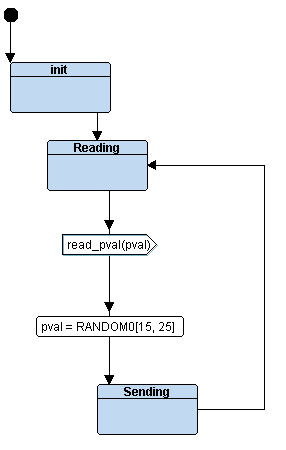 init
Reading
read_pval(pval)
pval = RANDOM0[15, 25]
Sending